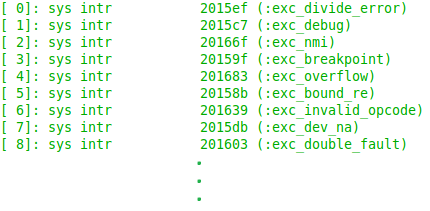 [ 0]: sys intr 2015ef (:exc_divide_error)
[ 1]: sys intr 2015c7 (:exc_debug)
[ 2]: sys intr 20166f (:exc_nmi)
[ 3]: sys intr 20159f (:exc_breakpoint)
[ 4]: sys intr 201683 (:exc_overflow)
[ 5]: sys intr 20158b (:exc_bound_re)
[ 6]: sys intr 201639 (:exc_invalid_opcode)
[ 7]: sys intr 2015db (:exc_dev_na)
[ 8]: sys intr 201603 (:exc_double_fault)
.
.
.